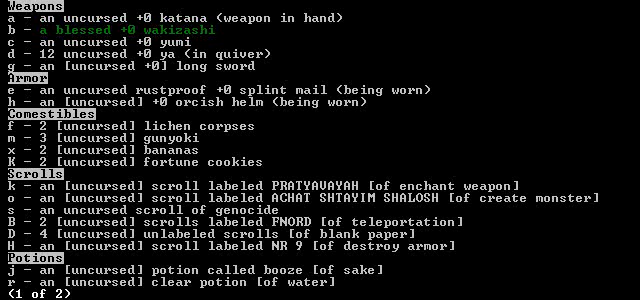 Weapons
a - an uncursed +0 katana (weapon in hand)
b - a blessed +0 wakizashi
c - an uncursed +0 yumi
d - 12 uncursed +0 ya (in quiver)
g - an [uncursed +0] long sword
Armor
e - an uncursed rustproof +0 splint mail (being worn)
h - an [uncursed] +0 orcish helm (being worn)
Comestibles
f - 2 [uncursed] lichen corpses
m - 3 [uncursed] gunyoki
x - 2 [uncursed] bananas
K - 2 [uncursed] fortune cookies
Scrolls
k - an [uncursed] scroll labeled PRATYAVAYAH [of enchant weapon]
o - an [uncursed] scroll labeled ACHAT SHTAYIM SHALOSH [of create monster]
s - an uncursed scroll of genocide
B - 2 [uncursed] scrolls labeled FNORD [of teleportation]
D - 4 [uncursed] unlabeled scrolls [of blank paper]
H - an [uncursed] scroll labeled NR 9 [of destroy armor]
Potions
j - an [uncursed] potion called booze [of sake]
r - an [uncursed] clear potion [of water]
(1 of 2)